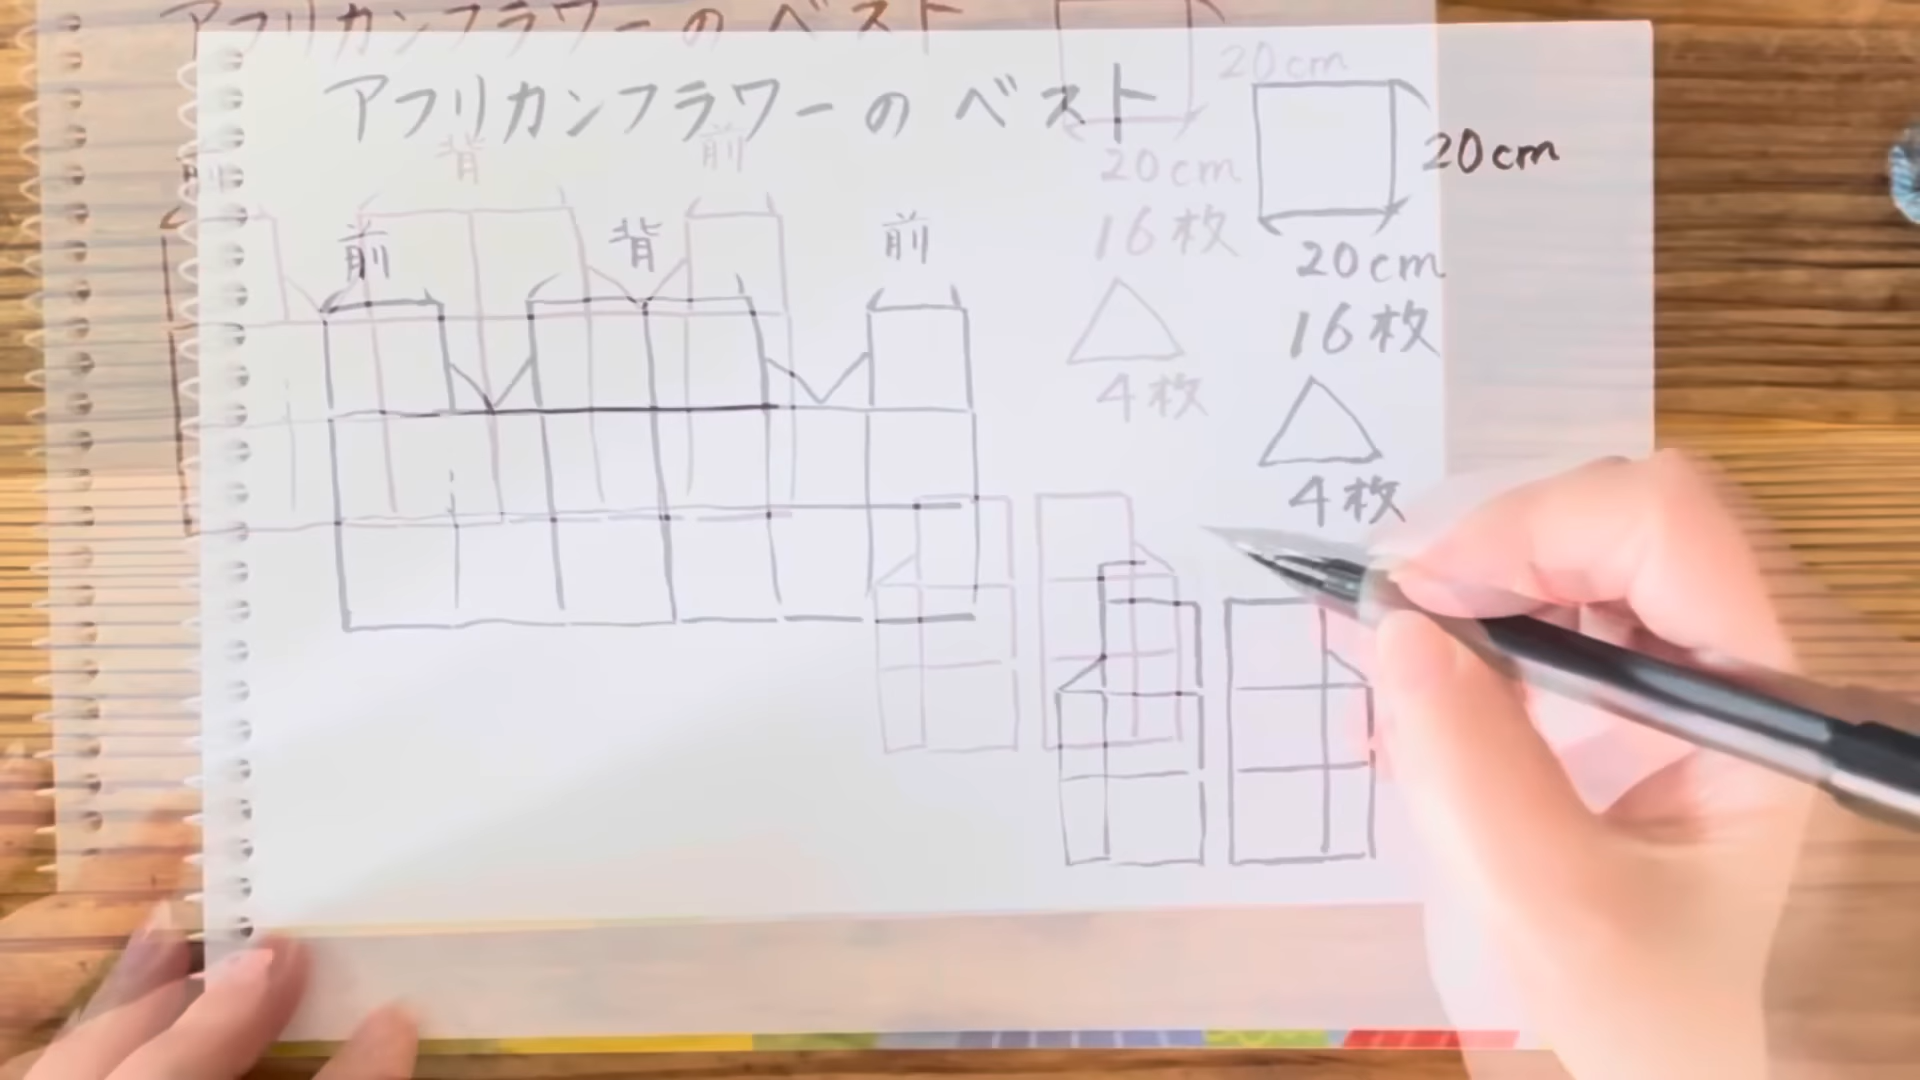 アフリカンフラワーの ベスト
20cm
20cm
前 背 前
16枚
4枚